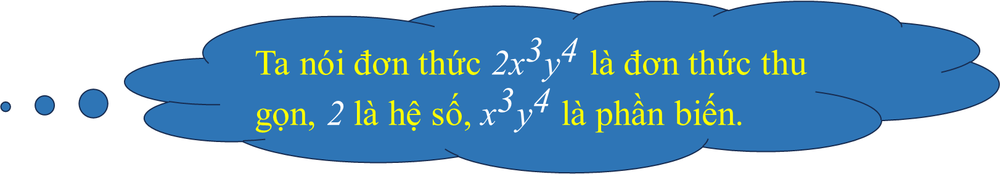 Ta nói đơn thức 2x³y⁴ là đơn thức thu
gọn, 2 là hệ số, x³y⁴ là phần biến.